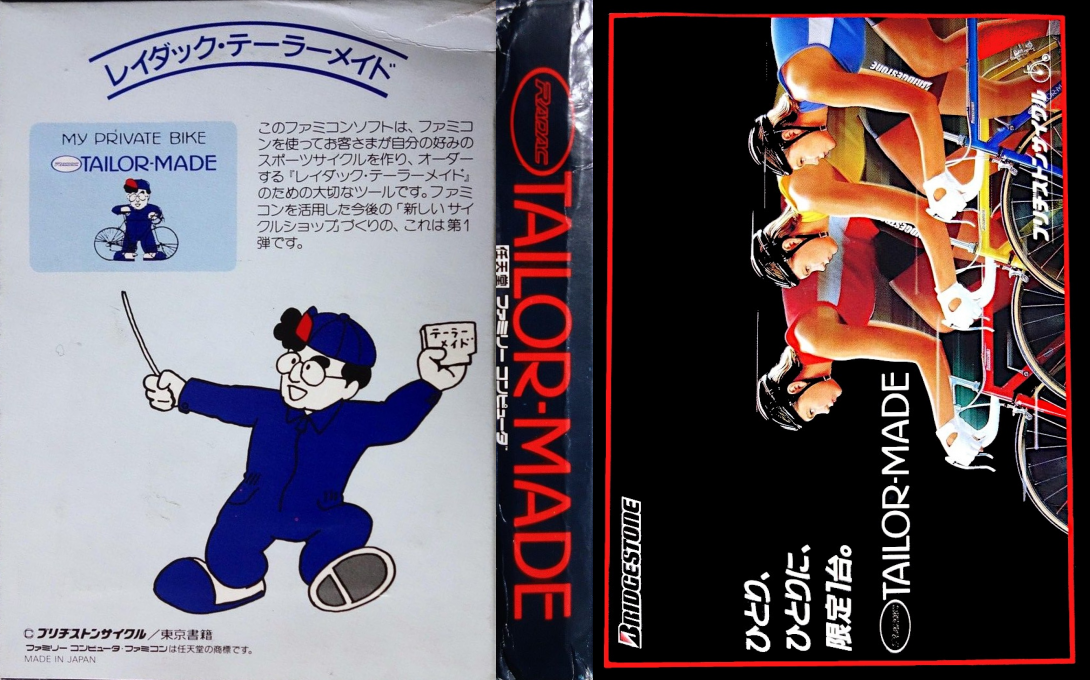 レイダック・テーラーメイド
MY PRIVATE BIKE
TAILOR-MADE
このファミコンソフトは、ファミコ
ンを使ってお客さまが自分の好みの
スポーツサイクルを作り、オーダー
する『レイダック・テーラーメイド』
のための大切なツールです。ファミ
コンを活用した今後の「新しいサイ
クルショップ」づくりの、これは第1
弾です。
テーラー
メイド
© ブリヂストンサイクル／東京書籍
ファミリー コンピュータ・ファミコンは任天堂の商標です。
MADE IN JAPAN
RADAC
TAILOR-MADE
任天堂 ファミリー コンピュータ
BRIDGESTONE
ひとり、
ひとりに、
限定1台。
RADAC
TAILOR-MADE
ブリヂストンサイクル
BRIDGESTONE